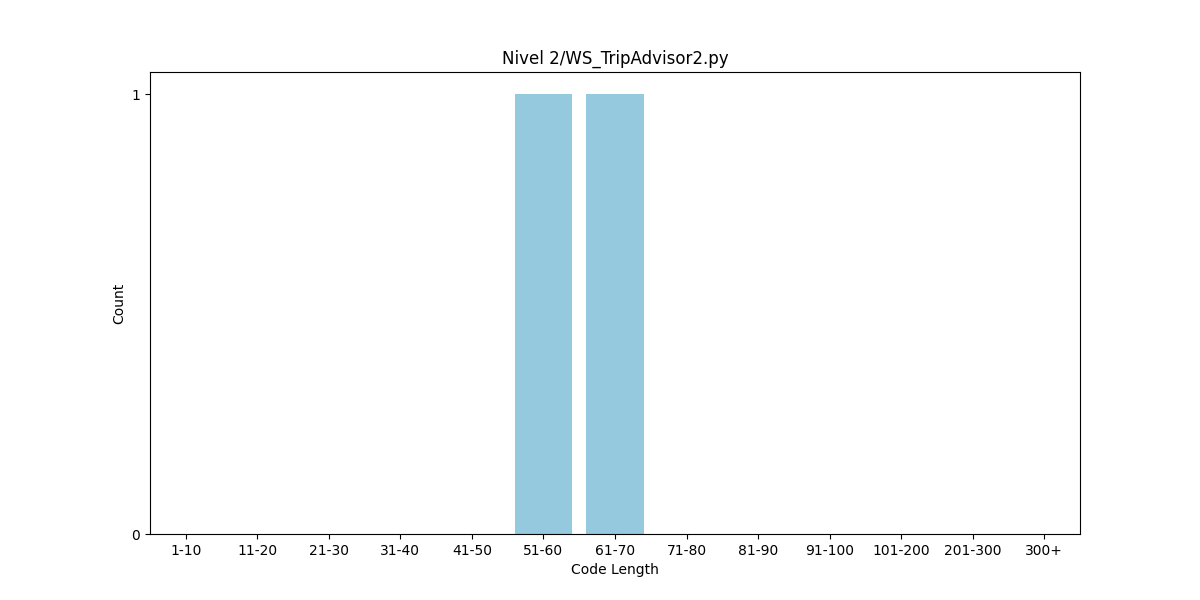 Nivel 2/WS_TripAdvisor2.py
1
Count
0
1-10 11-20 21-30 31-40 41-50 51-60 61-70 71-80 81-90 91-100 101-200 201-300 300+
Code Length